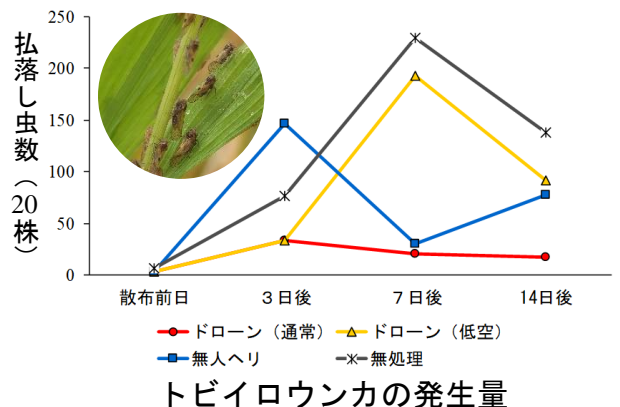 払落し虫数（20株）
250
200
150
100
50
0
散布前日 3日後 7日後 14日後
ドローン（通常） ドローン（低空）
無人ヘリ 無処理
トビイロウンカの発生量